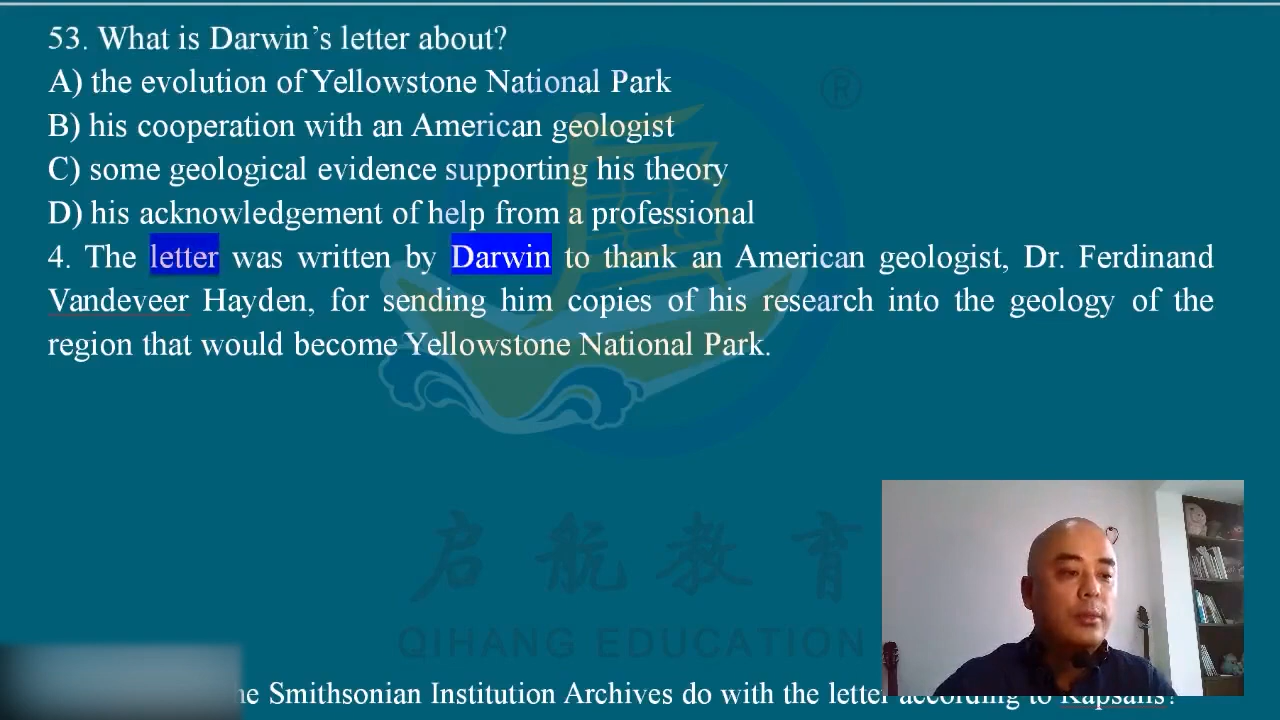 53. What is Darwin’s letter about?
A) the evolution of Yellowstone National Park
B) his cooperation with an American geologist
C) some geological evidence supporting his theory
D) his acknowledgement of help from a professional
4. The letter was written by Darwin to thank an American geologist, Dr. Ferdinand
Vandeveer Hayden, for sending him copies of his research into the geology of the
region that would become Yellowstone National Park.
®
启航教育
QIHANG EDUCATION
Smithsonian Institution Archives do with the letter according to Kapsalis?